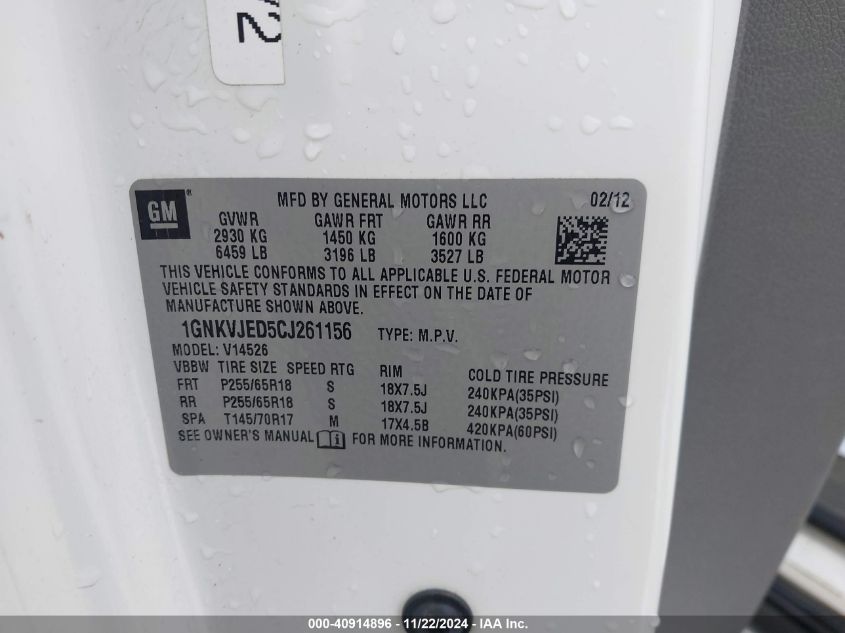 72
GM®
MFD BY GENERAL MOTORS LLC 02/12
GVWR GAWR FRT GAWR RR
2930 KG 1450 KG 1600 KG
6459 LB 3196 LB 3527 LB
THIS VEHICLE CONFORMS TO ALL APPLICABLE U.S. FEDERAL MOTOR
VEHICLE SAFETY STANDARDS IN EFFECT ON THE DATE OF
MANUFACTURE SHOWN ABOVE.
1GNKVJED5CJ261156 TYPE: M.P.V.
MODEL: V14526
VBBW TIRE SIZE SPEED RTG RIM COLD TIRE PRESSURE
FRT P255/65R18 S 18X7.5J 240KPA(35PSI)
RR P255/65R18 S 18X7.5J 240KPA(35PSI)
SPA T145/70R17 M 17X4.5B 420KPA(60PSI)
SEE OWNER'S MANUAL FOR MORE INFORMATION.
000-40914896 - 11/22/2024 - IAA Inc.